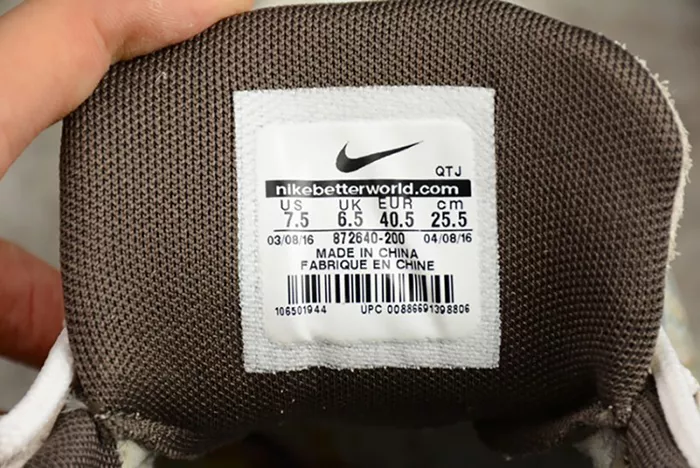 QTJ
nikebetterworld.com
US UK EUR cm
7.5 6.5 40.5 25.5
03/08/16 872640-200 04/08/16
MADE IN CHINA
FABRIQUE EN CHINE
106501944 UPC 00886691398806